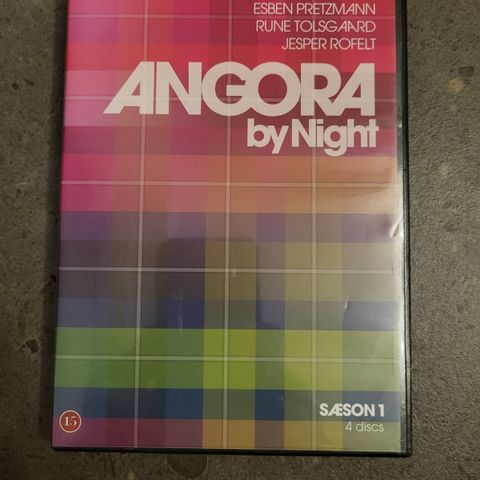 ESBEN PRETZMANN
RUNE TOLSGAARD
JESPER ROFELT
ANGORA
by Night
SÆSON 1
4 discs
15